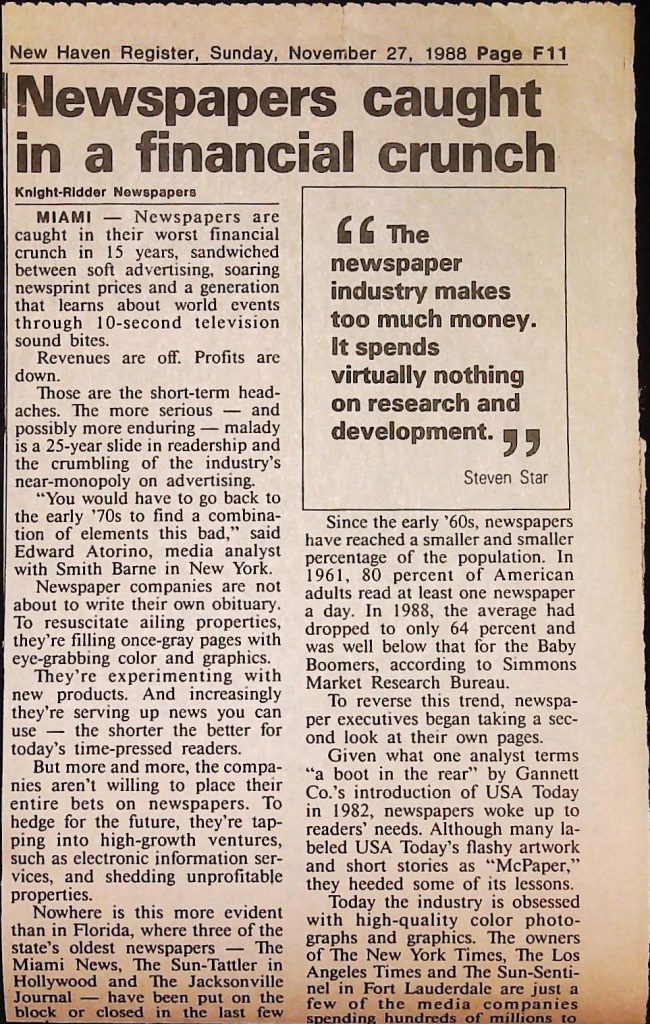 New Haven Register, Sunday, November 27, 1988 Page F11
Newspapers caught
in a financial crunch
Knight-Ridder Newspapers
MIAMI — Newspapers are
caught in their worst financial
crunch in 15 years, sandwiched
between soft advertising, soaring
newsprint prices and a generation
that learns about world events
through 10-second television
sound bites.
Revenues are off. Profits are
down.
Those are the short-term head-
aches. The more serious — and
possibly more enduring — malady
is a 25-year slide in readership and
the crumbling of the industry's
near-monopoly on advertising.
"You would have to go back to
the early '70s to find a combina-
tion of elements this bad," said
Edward Atorino, media analyst
with Smith Barne in New York.
Newspaper companies are not
about to write their own obituary.
To resuscitate ailing properties,
they're filling once-gray pages with
eye-grabbing color and graphics.
They're experimenting with
new products. And increasingly
they're serving up news you can
use — the shorter the better for
today's time-pressed readers.
But more and more, the compa-
nies aren't willing to place their
entire bets on newspapers. To
hedge for the future, they're tap-
ping into high-growth ventures,
such as electronic information ser-
vices, and shedding unprofitable
properties.
Nowhere is this more evident
than in Florida, where three of the
state's oldest newspapers — The
Miami News, The Sun-Tattler in
Hollywood and The Jacksonville
Journal — have been put on the
block or closed in the last few
“ The
newspaper
industry makes
too much money.
It spends
virtually nothing
on research and
development. ”
Steven Star
Since the early '60s, newspapers
have reached a smaller and smaller
percentage of the population. In
1961, 80 percent of American
adults read at least one newspaper
a day. In 1988, the average had
dropped to only 64 percent and
was well below that for the Baby
Boomers, according to Simmons
Market Research Bureau.
To reverse this trend, newspa-
per executives began taking a sec-
ond look at their own pages.
Given what one analyst terms
"a boot in the rear" by Gannett
Co.'s introduction of USA Today
in 1982, newspapers woke up to
readers' needs. Although many la-
beled USA Today's flashy artwork
and short stories as "McPaper,"
they heeded some of its lessons.
Today the industry is obsessed
with high-quality color photo-
graphs and graphics. The owners
of The New York Times, The Los
Angeles Times and The Sun-Senti-
nel in Fort Lauderdale are just a
few of the media companies
spending hundreds of millions to